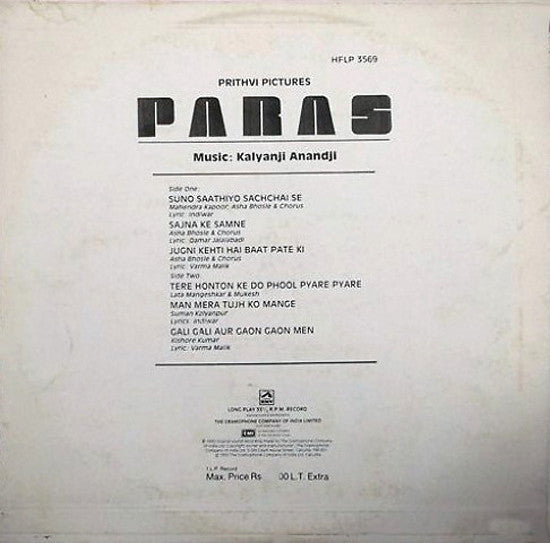 HFLP 3569
PRITHVI PICTURES
PARAS
Music: Kalyanji Anandji
Side One:
SUNO SAATHIYO SACHCHAI SE
Mahendra Kapoor, Asha Bhosle & Chorus
Lyric: Indiwar
SAJNA KE SAMNE
Asha Bhosle & Chorus
Lyric: Qamar Jalalabadi
JUGNI KEHTI HAI BAAT PATE KI
Asha Bhosle & Chorus
Lyric: Varma Malik
Side Two:
TERE HONTON KE DO PHOOL PYARE PYARE
Lata Mangeshkar & Mukesh
MAN MERA TUJH KO MANGE
Suman Kalyanpur
Lyrics: Indiwar
GALI GALI AUR GAON GAON MEN
Kishore Kumar
Lyric: Varma Malik
LONG PLAY 33⅓ R.P.M. RECORD
THE GRAMOPHONE COMPANY OF INDIA LIMITED
EMI
1 L.P. Record
Max. Price Rs 00 L.T. Extra